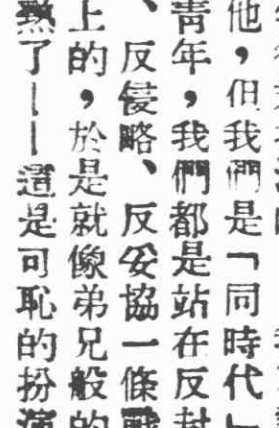 他，但我們是「同時代」
青年，我們都是站在反封
、反侵略、反妥協一條戰
上的，於是就像弟兄般的
熟了——這是可恥的扮演